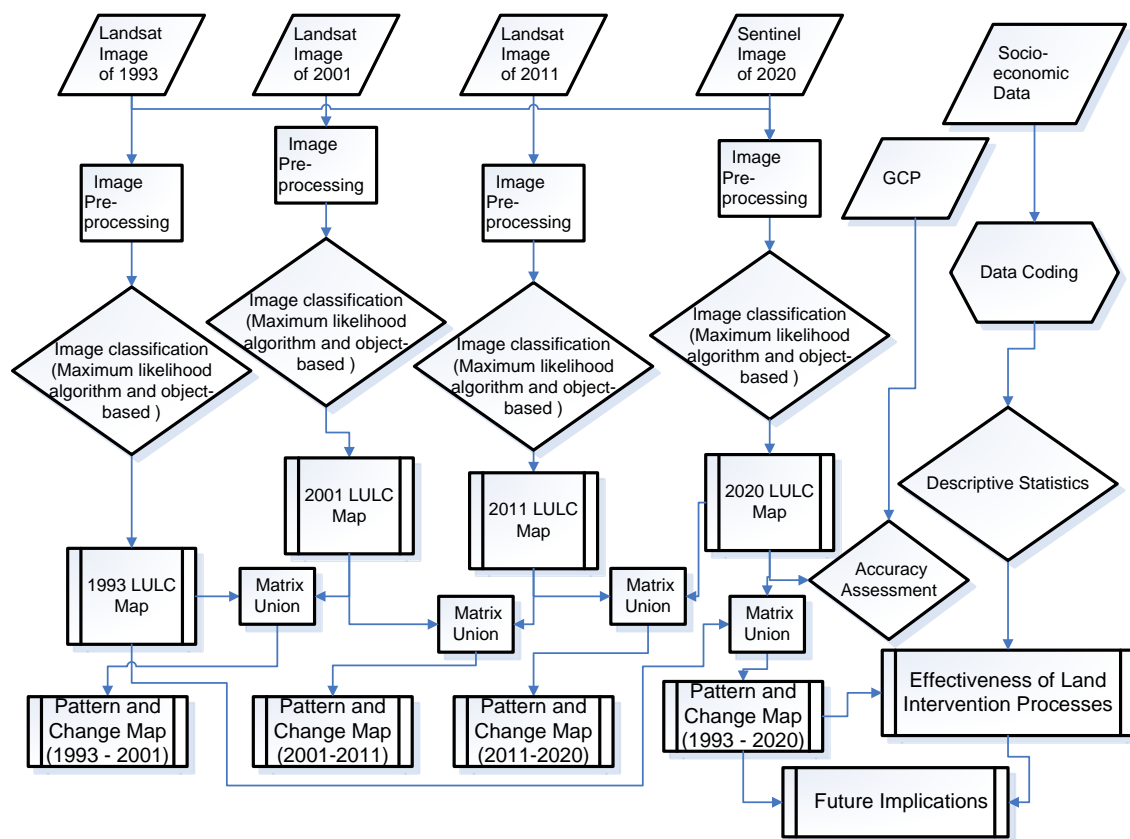 Landsat
Image
of 1993
Landsat
Image
of 2001
Landsat
Image
of 2011
Sentinel
Image
of 2020
Socio-
economic
Data
Image
Pre-
processing
Image
Pre-
processing
Image
Pre-
processing
Image
Pre-
processing
GCP
Data Coding
Image classification
(Maximum likelihood
algorithm and object-
based )
Image classification
(Maximum likelihood
algorithm and object-
based )
Image classification
(Maximum likelihood
algorithm and object-
based )
Image classification
(Maximum likelihood
algorithm and object-
based )
Descriptive Statistics
1993 LULC
Map
2001 LULC
Map
2011 LULC
Map
2020 LULC
Map
Accuracy
Assessment
Matrix
Union
Matrix
Union
Matrix
Union
Matrix
Union
Pattern and
Change Map
(1993 - 2001)
Pattern and
Change Map
(2001-2011)
Pattern and
Change Map
(2011-2020)
Pattern and
Change Map
(1993 - 2020)
Effectiveness of Land
Intervention Processes
Future Implications